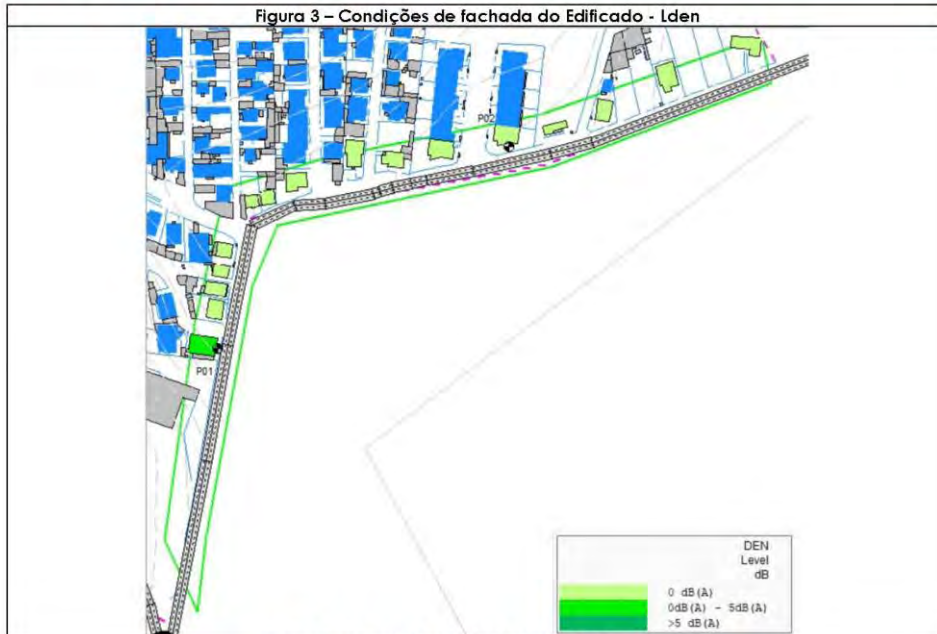 Figura 3 – Condições de fachada do Edificado - Lden
P02
P01
DEN
Level
dB
0 dB(A)
0dB(A) - 5dB(A)
>5 dB(A)